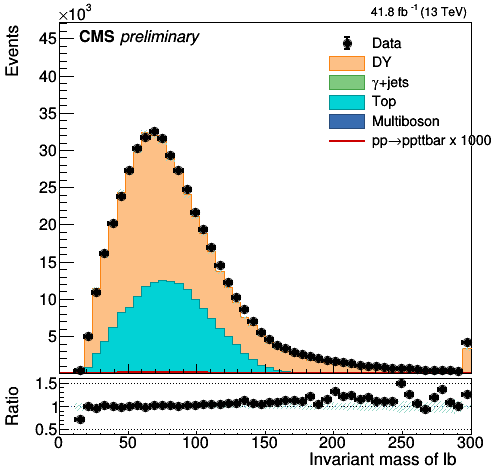 ×10³
41.8 fb⁻¹ (13 TeV)
CMS preliminary
Events
45
40
35
30
25
20
15
10
5
Data
DY
γ+jets
Top
Multiboson
pp→ppttbar x 1000
Ratio
1.5
1
0.5
0 50 100 150 200 250 300
Invariant mass of lb